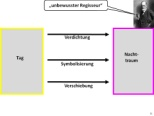 „unbewusster Regisseur“
Verdichtung
Tag
Symbolisierung
Nacht-
traum
Verschiebung